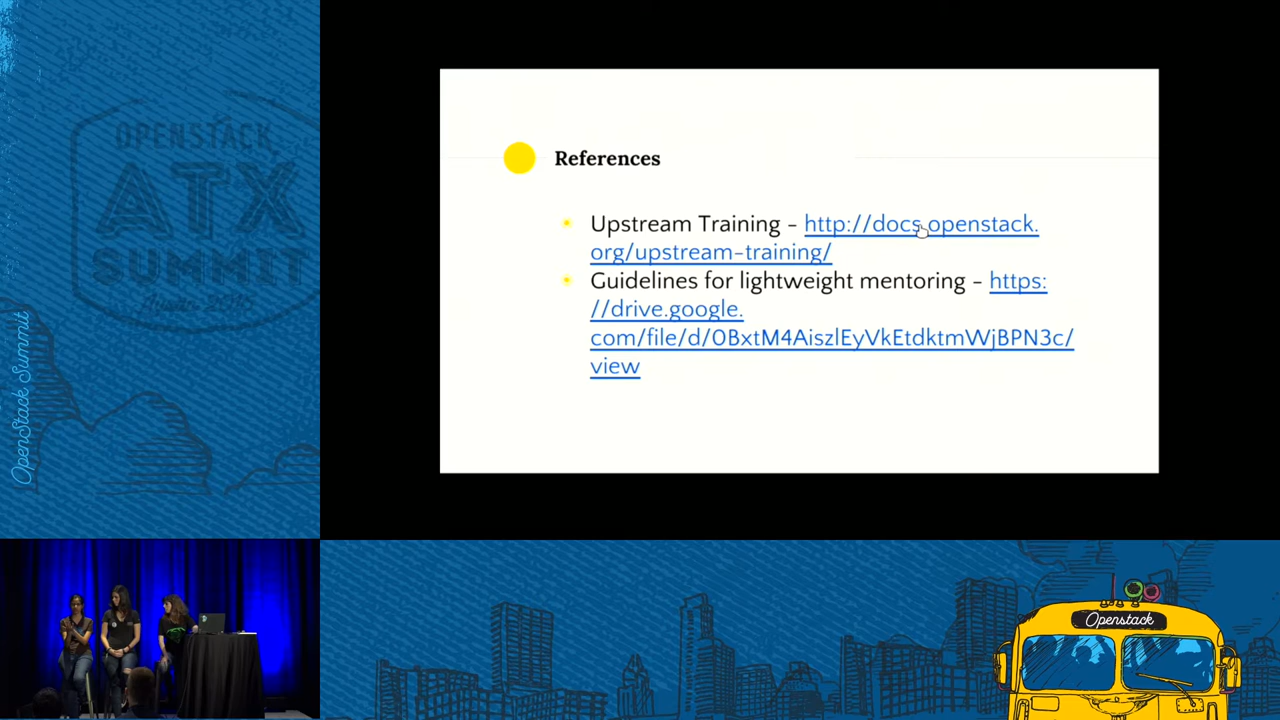 OPENSTACK
ATX
SUMMIT
OpenStack Summit
References
Upstream Training - http://docs.openstack.
org/upstream-training/
Guidelines for lightweight mentoring - https:
//drive.google.
com/file/d/0BxtM4AiszlEyVkEtdktmWjBPN3c/
view
Openstack